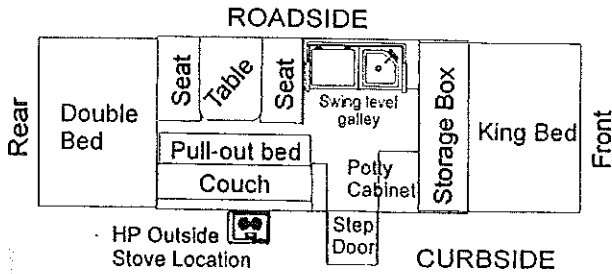 ROADSIDE
Rear
Double
Bed
Seat
Table
Seat
Swing level
galley
Storage Box
King Bed
Front
Pull-out bed
Couch
Potty
Cabinet
Step
Door
HP Outside
Stove Location
CURBSIDE